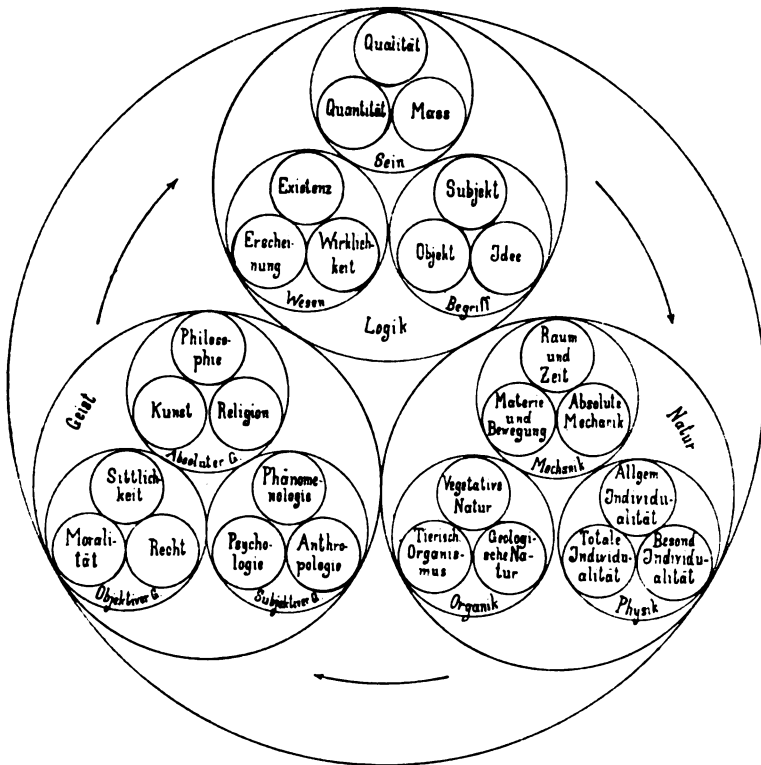 Qualität
Quantität
Mass
Sein
Existenz
Erschei-
nung
Wirklich-
keit
Wesen
Subjekt
Objekt
Idee
Begriff
Logik
Geist
Philoso-
phie
Kunst
Religion
Absoluter G.
Sittlich-
keit
Morali-
tät
Recht
Objektiver G.
Phänome-
nologie
Psycho-
logie
Anthro-
pologie
Subjektiver G.
Natur
Raum
und
Zeit
Materie
und
Bewegung
Absolute
Mechanik
Mechanik
Vegetative
Natur
Tierisch.
Organis-
mus
Geologi-
sche Na-
tur
Organik
Allgem
Individu-
alität
Totale
Individu-
alität
Besond
Individu-
alität
Physik